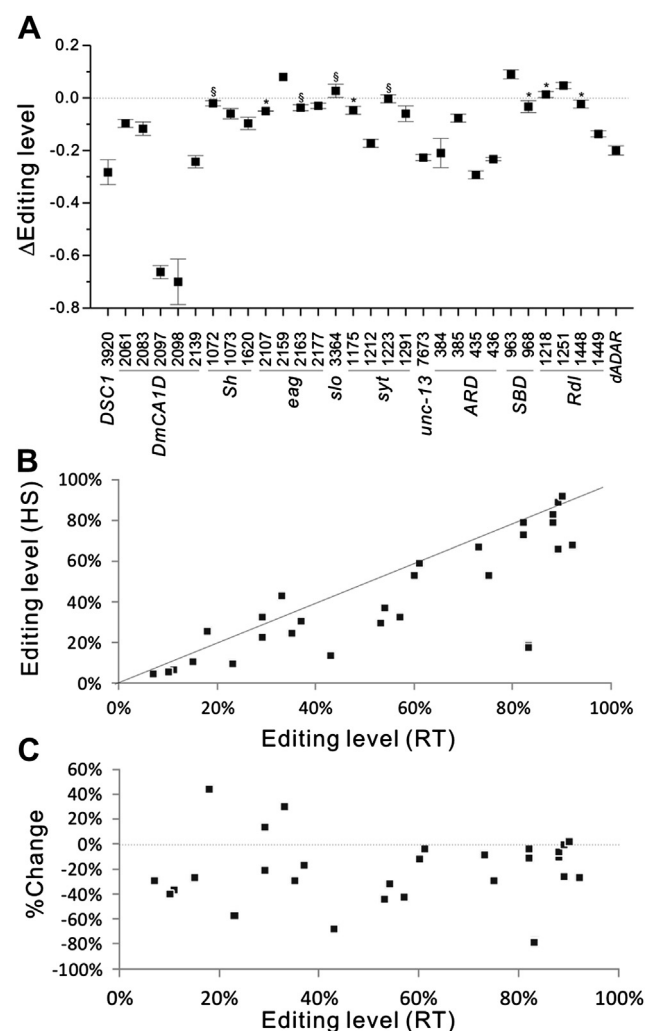 A
0.2
0.0
-0.2
-0.4
-0.6
-0.8
ΔEditing level
§ * § § * § * * *
3920 2061 2083 2097 2098 2139 1072 1073 1620 2107 2159 2163 2177 3364 1175 1212 1223 1291 7673 384 385 435 436 963 968 1218 1251 1448 1449 dADAR
DSC1 DmCA1D Sh eag slo syt unc-13 ARD SBD Rdl
B
100%
80%
60%
40%
20%
0%
Editing level (HS)
0% 20% 40% 60% 80% 100%
Editing level (RT)
C
60%
40%
20%
0%
-20%
-40%
-60%
-80%
-100%
%Change
0% 20% 40% 60% 80% 100%
Editing level (RT)